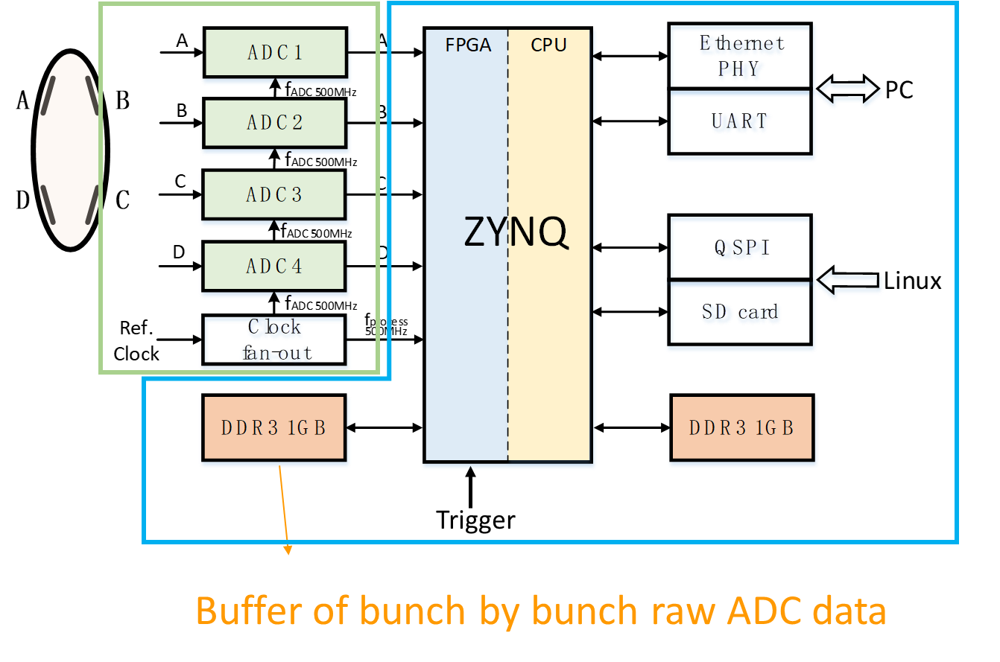 A
B
D
C
A
ADC1
A
fADC 500MHz
B
ADC2
B
fADC 500MHz
C
ADC3
C
fADC 500MHz
D
ADC4
D
fADC 500MHz
Ref.
Clock
Clock
fan-out
fprocess
500MHz
DDR3 1GB
FPGA
CPU
ZYNQ
Trigger
Ethernet
PHY
UART
PC
QSPI
SD card
Linux
DDR3 1GB
Buffer of bunch by bunch raw ADC data